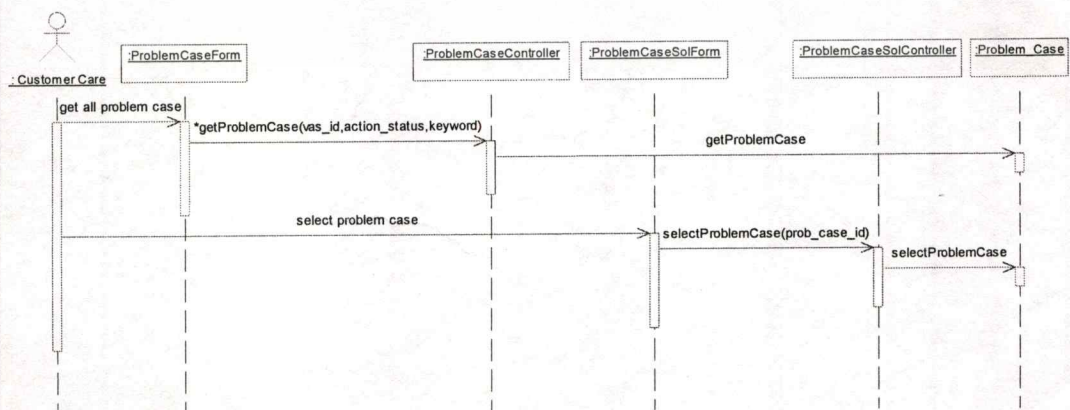 : Customer Care
:ProblemCaseForm
:ProblemCaseController
:ProblemCaseSolForm
:ProblemCaseSolController
:Problem_Case
get all problem case
*getProblemCase(vas_id,action_status,keyword)
getProblemCase
select problem case
selectProblemCase(prob_case_id)
selectProblemCase